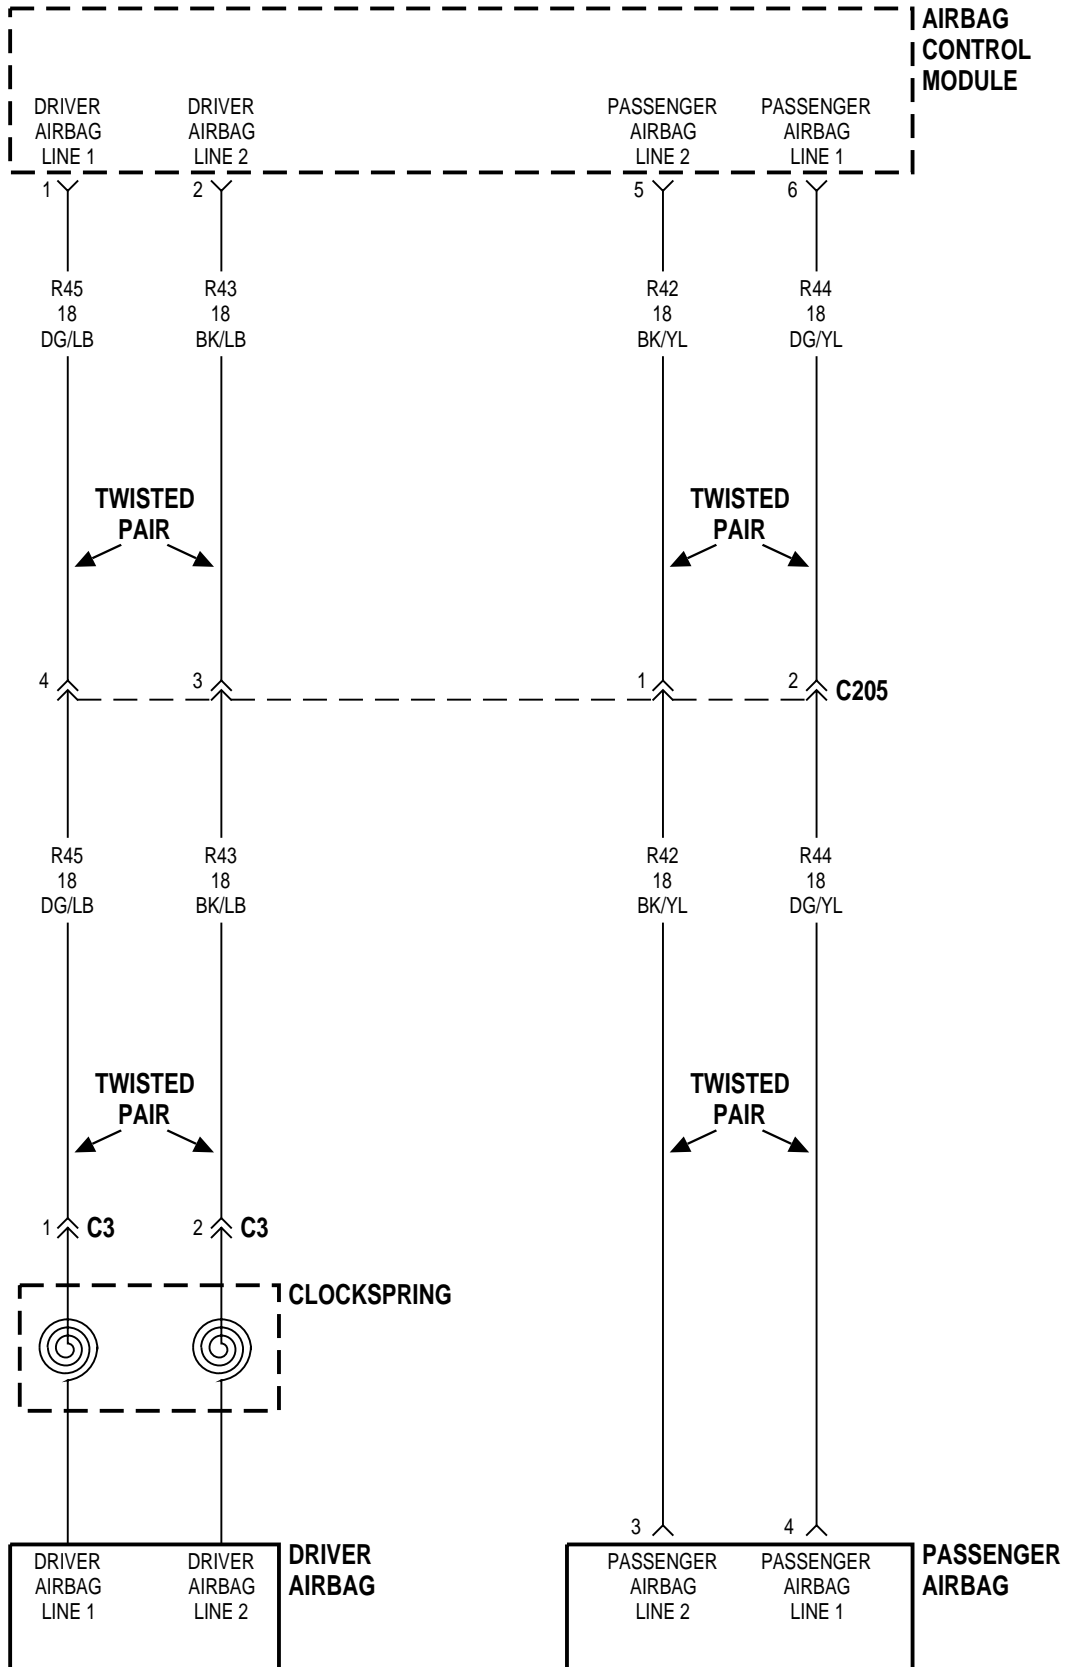 AIRBAG
CONTROL
MODULE
DRIVER
AIRBAG
LINE 1
DRIVER
AIRBAG
LINE 2
PASSENGER
AIRBAG
LINE 2
PASSENGER
AIRBAG
LINE 1
1
2
5
6
R45
18
DG/LB
R43
18
BK/LB
R42
18
BK/YL
R44
18
DG/YL
TWISTED
PAIR
TWISTED
PAIR
4
3
1
2
C205
R45
18
DG/LB
R43
18
BK/LB
R42
18
BK/YL
R44
18
DG/YL
TWISTED
PAIR
TWISTED
PAIR
1
C3
2
C3
CLOCKSPRING
3
4
DRIVER
AIRBAG
LINE 1
DRIVER
AIRBAG
LINE 2
DRIVER
AIRBAG
PASSENGER
AIRBAG
LINE 2
PASSENGER
AIRBAG
LINE 1
PASSENGER
AIRBAG